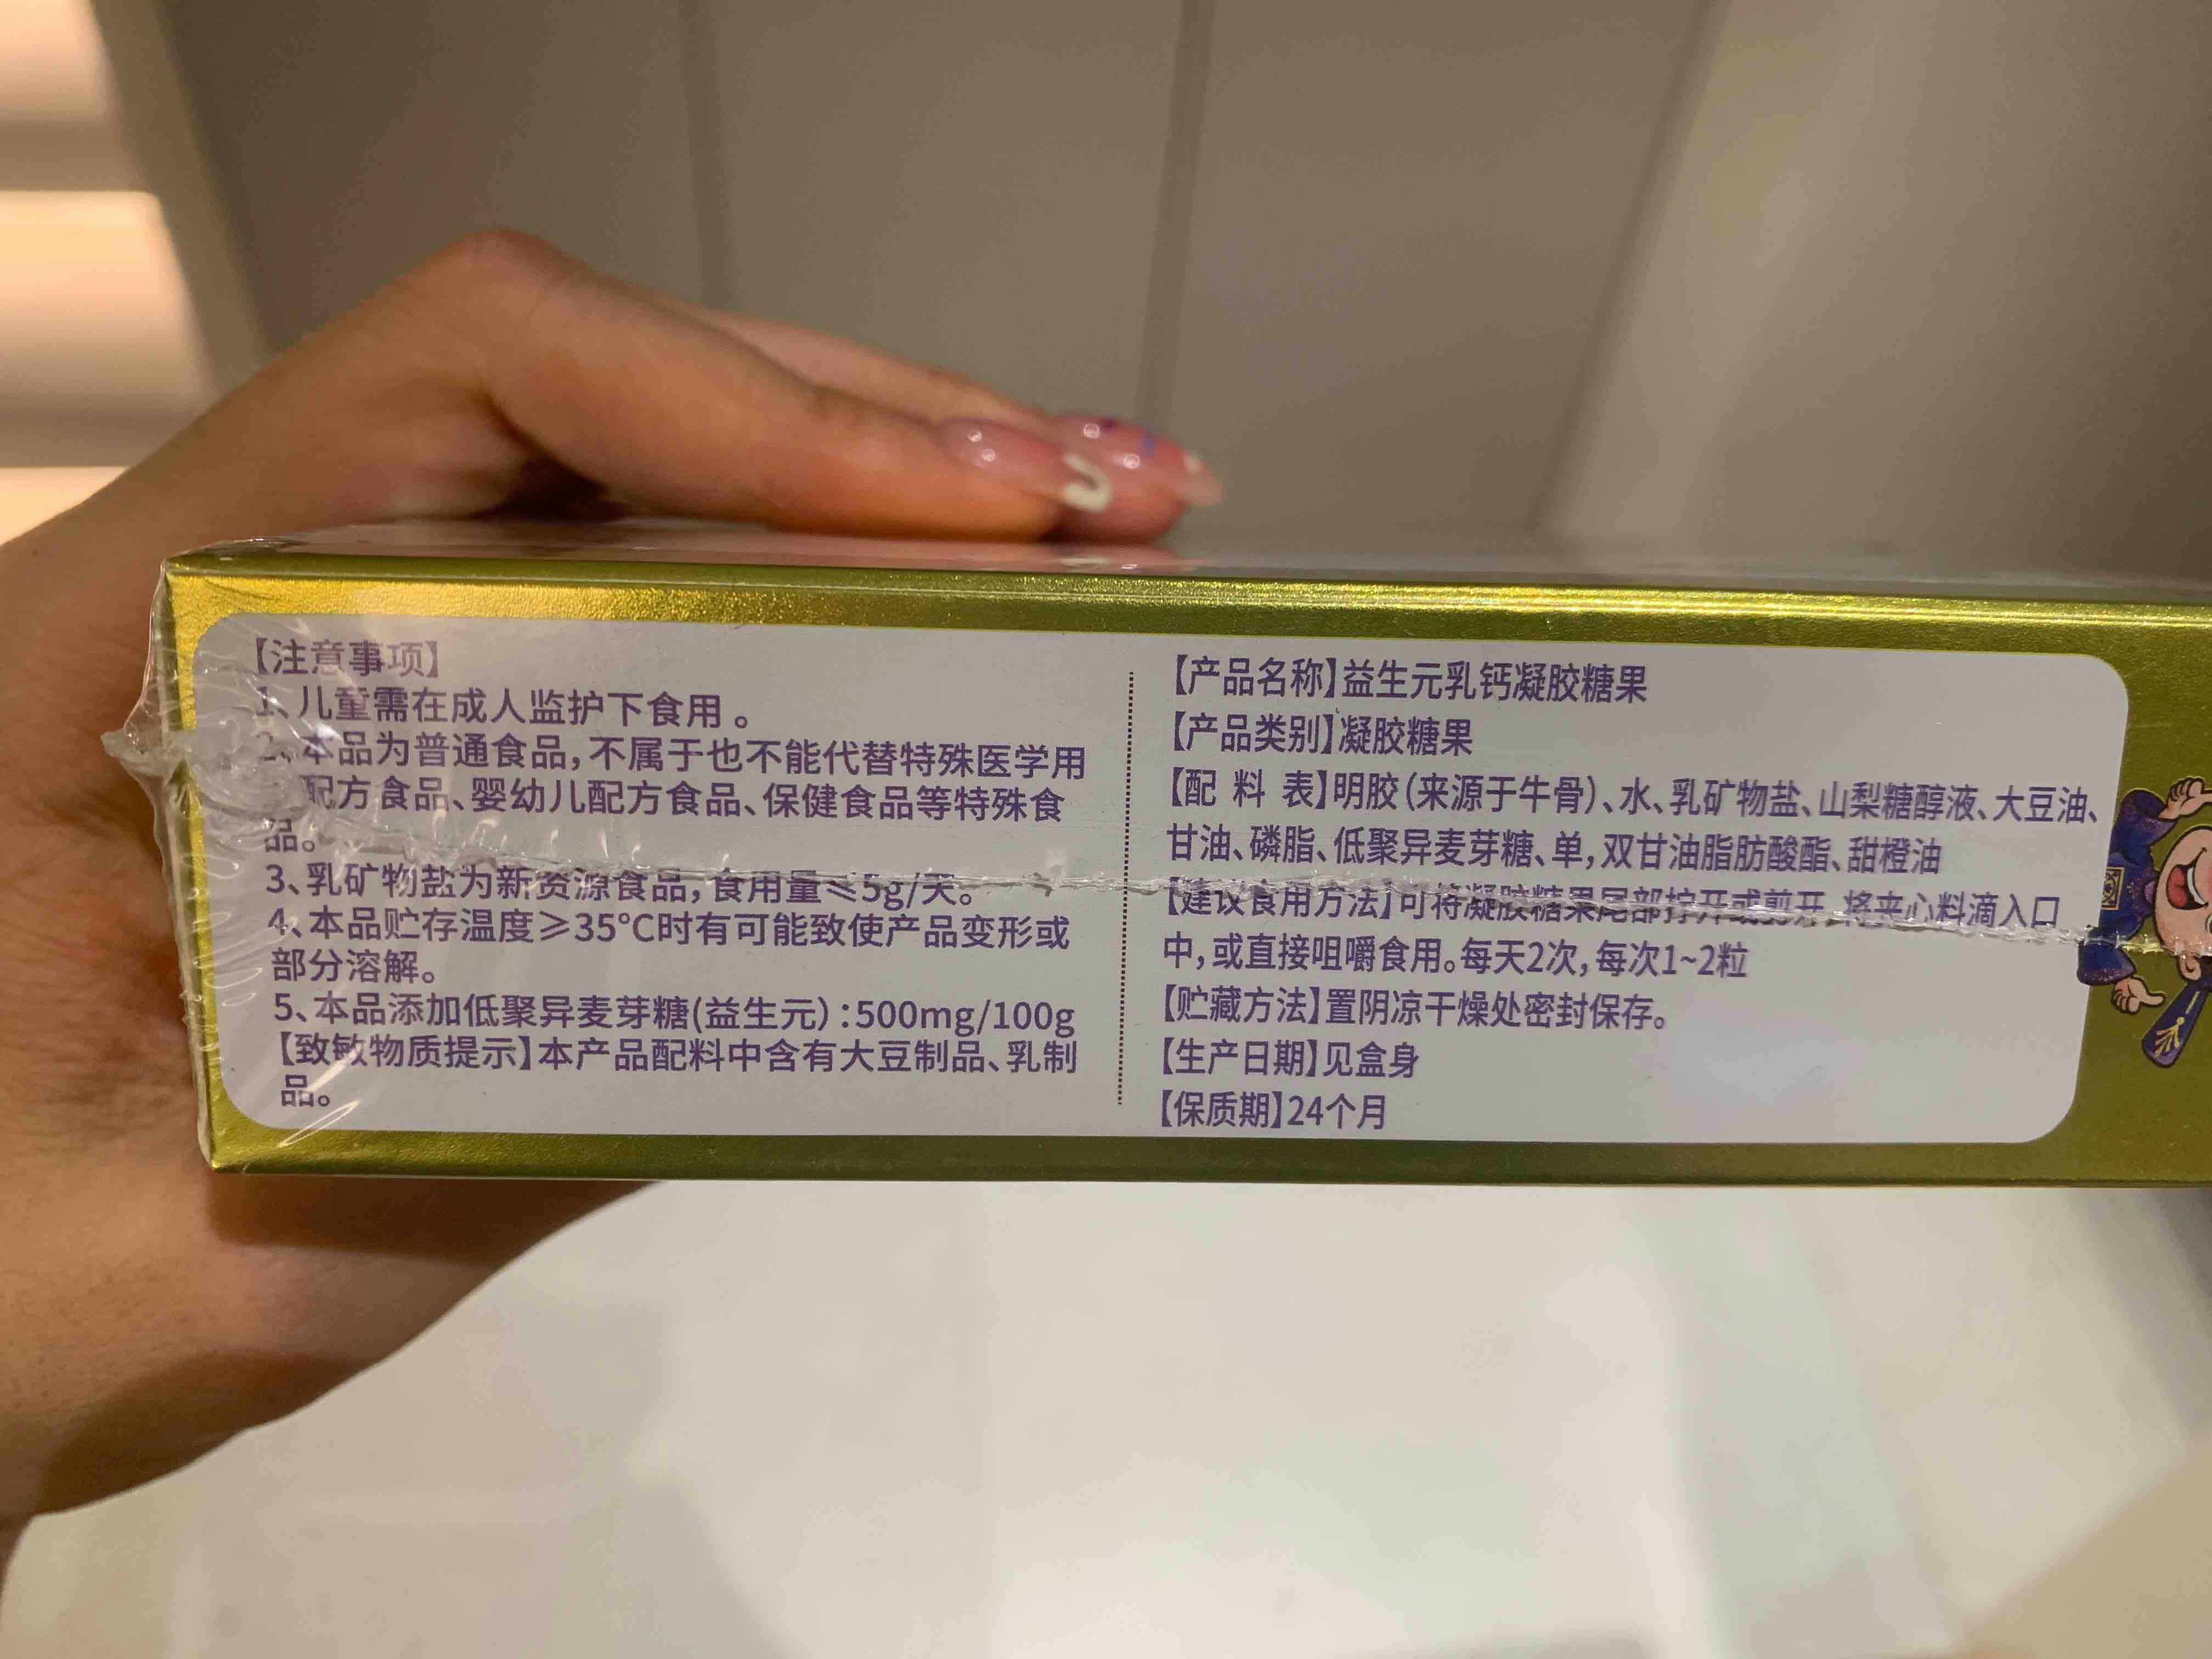 【注意事项】
1、儿童需在成人监护下食用。
2、本品为普通食品,不属于也不能代替特殊医学用
配方食品、婴幼儿配方食品、保健食品等特殊食
品。
3、乳矿物盐为新资源食品,食用量≤5g/天。
4、本品贮存温度≥35℃时有可能致使产品变形或
部分溶解。
5、本品添加低聚异麦芽糖(益生元):500mg/100g
【致敏物质提示】本产品配料中含有大豆制品、乳制
品。
【产品名称】益生元乳钙凝胶糖果
【产品类别】凝胶糖果
【配 料 表】明胶(来源于牛骨)、水、乳矿物盐、山梨糖醇液、大豆油、
甘油、磷脂、低聚异麦芽糖、单,双甘油脂肪酸酯、甜橙油
【建议食用方法】可将凝胶糖果尾部拧开或剪开,将夹心料滴入口
中,或直接咀嚼食用。每天2次,每次1~2粒
【贮藏方法】置阴凉干燥处密封保存。
【生产日期】见盒身
【保质期】24个月